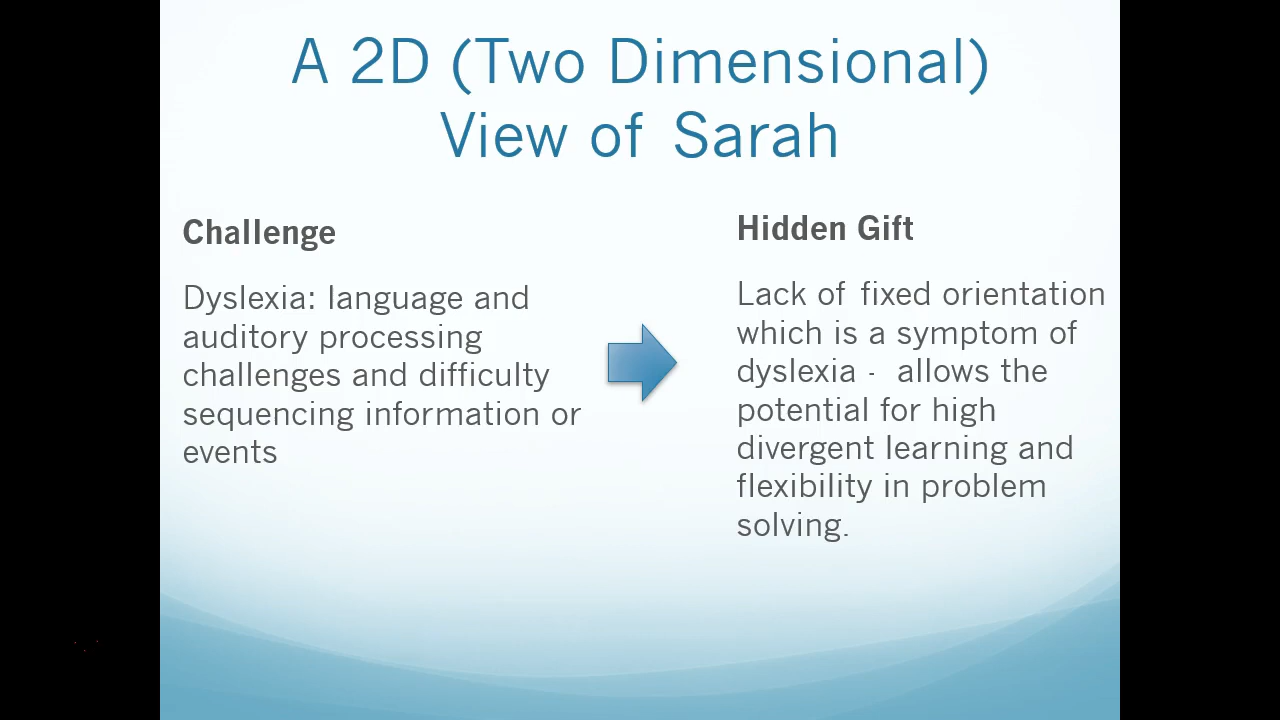 A 2D (Two Dimensional)
View of Sarah
Challenge
Dyslexia: language and
auditory processing
challenges and difficulty
sequencing information or
events
Hidden Gift
Lack of fixed orientation
which is a symptom of
dyslexia - allows the
potential for high
divergent learning and
flexibility in problem
solving.